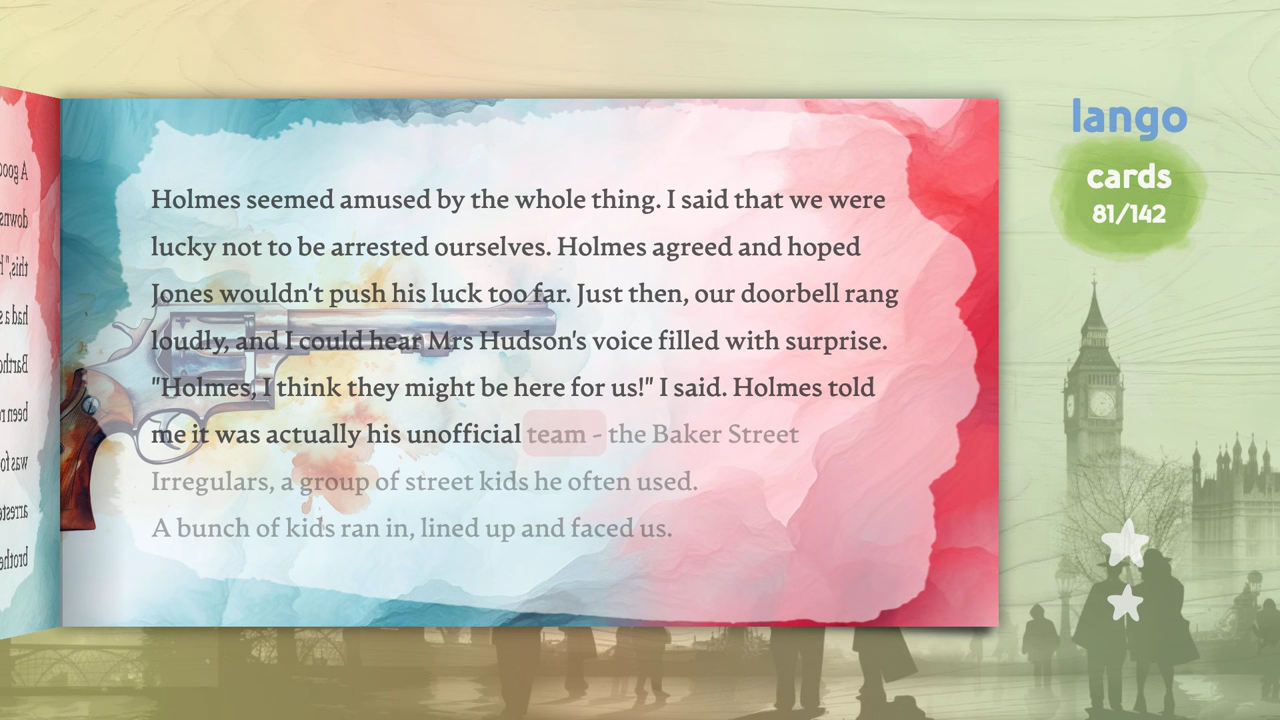 Holmes seemed amused by the whole thing. I said that we were
lucky not to be arrested ourselves. Holmes agreed and hoped
Jones wouldn't push his luck too far. Just then, our doorbell rang
loudly, and I could hear Mrs Hudson's voice filled with surprise.
"Holmes, I think they might be here for us!" I said. Holmes told
me it was actually his unofficial team - the Baker Street
Irregulars, a group of street kids he often used.
A bunch of kids ran in, lined up and faced us.
lango
cards
81/142